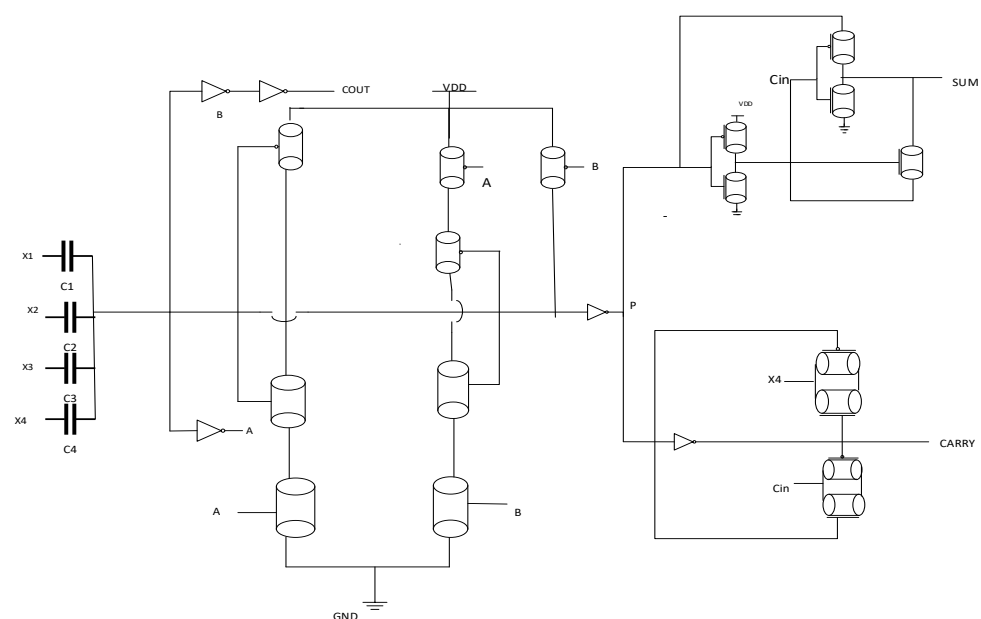 Cin
SUM
COUT
VDD
VDD
B
A
B
X1
C1
X2
P
C2
X3
X4
C3
X4
A
CARRY
C4
Cin
A
B
GND